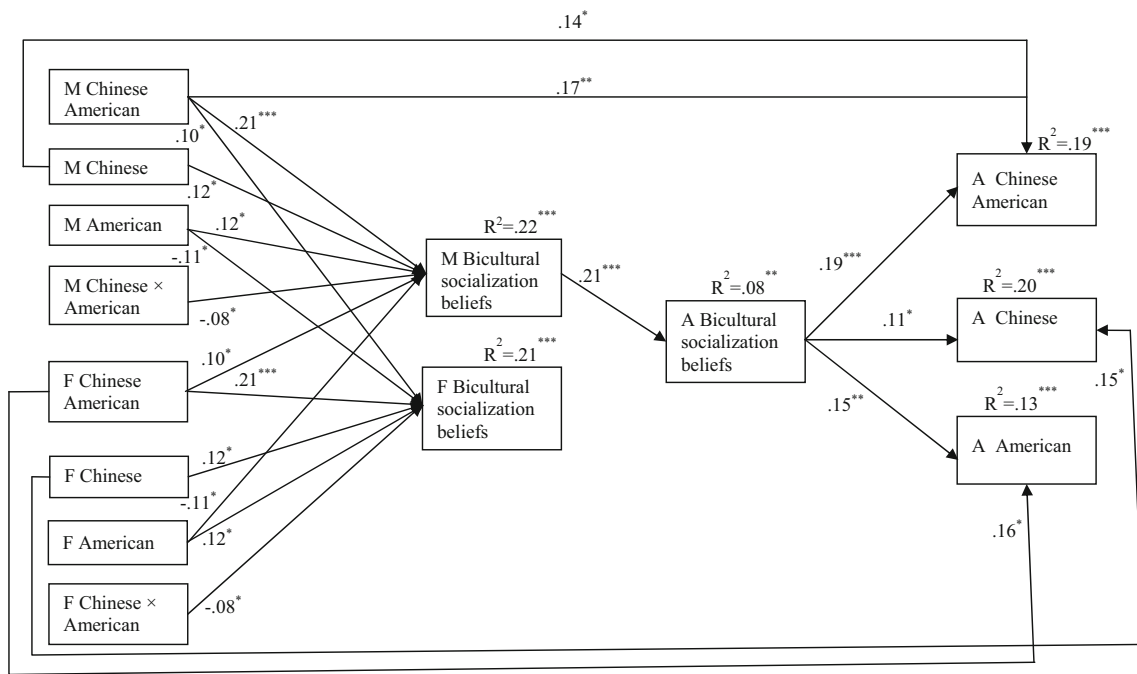 .14*
M Chinese
American
.17**
.21***
.10*
R²=.19***
M Chinese
A Chinese
American
.12*
M American
.12*
R²=.22***
-.11*
M Bicultural
socialization
beliefs
.19***
M Chinese ×
American
.21***
R²=.08**
R²=.20***
-.08*
A Bicultural
socialization
beliefs
.11*
A Chinese
R²=.21***
.10*
F Chinese
American
.21***
F Bicultural
socialization
beliefs
.15*
.15**
R²=.13***
A American
F Chinese
.12*
-.11*
F American
.12*
.16*
F Chinese ×
American
-.08*